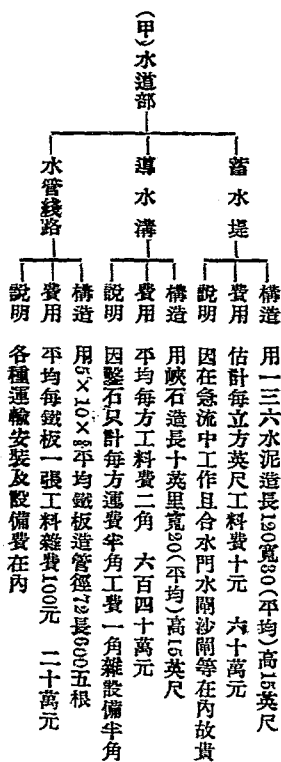 (甲)水道部
蓄水堤
構造 用一三六水泥造長120寬30(平均)高15英尺
費用 估計每立方英尺工料費十元 六十萬元
說明 因在急流中工作且合水門水閘沙閘等在內故貴
導水溝
構造 用峽石造長十英里寬20(平均)高15英尺
費用 平均每方工料費二角 六百四十萬元
說明 因鑿石只計每方運費半角工費一角雜設備半角
水管綫路
構造 用5×10×⅜平均鐵板造管徑72長600五根
費用 平均每鐵板一張工料雜費100元 二十萬元
說明 各種運輸安裝及設備費在內